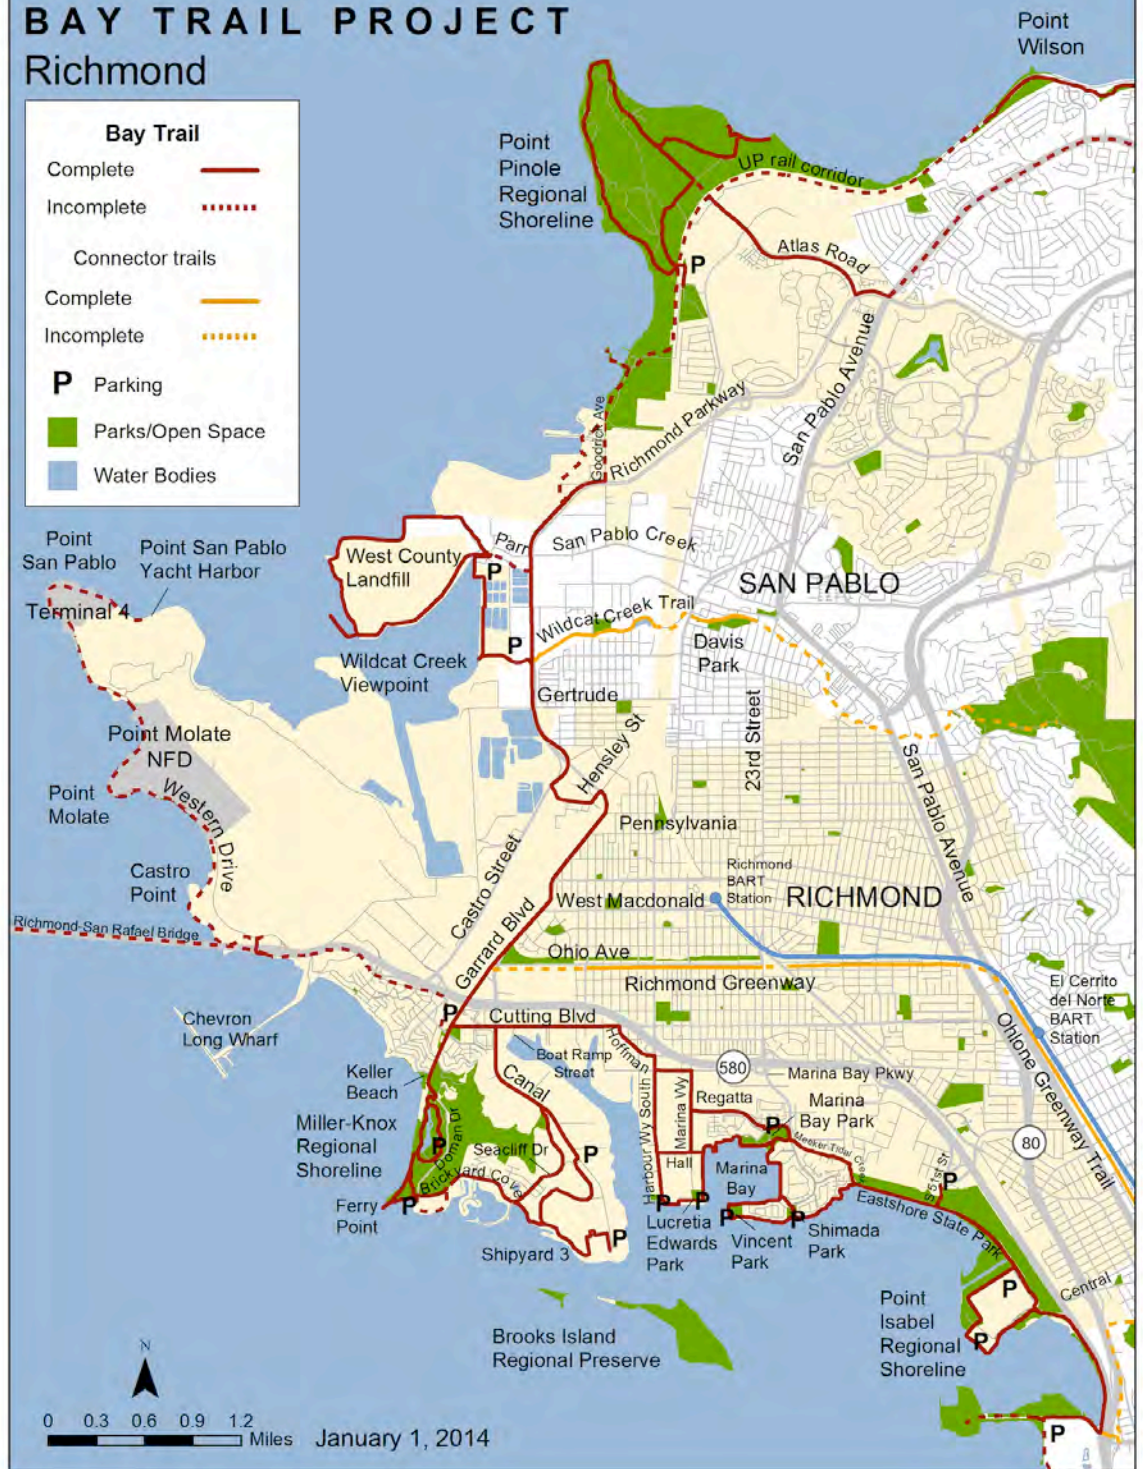 BAY TRAIL PROJECT
Richmond
Bay Trail
Complete
Incomplete
Connector trails
Complete
Incomplete
P Parking
Parks/Open Space
Water Bodies
Point
Wilson
Point
Pinole
Regional
Shoreline
UP rail corridor
P
Atlas Road
San Pablo Avenue
Richmond Parkway
Goodrick Ave
Point
San Pablo
Point San Pablo
Yacht Harbor
Terminal 4
West County
Landfill
Parr
San Pablo Creek
P
SAN PABLO
Wildcat Creek Trail
P
Davis
Park
Wildcat Creek
Viewpoint
Gertrude
Hensley St
23rd Street
Point Molate
NFD
Western Drive
Point
Molate
San Pablo Avenue
Pennsylvania
Castro
Point
Castro Street
Richmond
BART
Station
West Macdonald
RICHMOND
Richmond-San Rafael Bridge
Garrard Blvd
Ohio Ave
Richmond Greenway
El Cerrito
del Norte
BART
Station
Ohlone Greenway Trail
Chevron
Long Wharf
P
Cutting Blvd
Hoffman
Boat Ramp
Street
580
Marina Bay Pkwy
Keller
Beach
Canal
Harbour Wy South
Marina Wy
Regatta
Marina
Bay Park
P
80
Miller-Knox
Regional
Shoreline
P
Dornan Dr
Seacliff Dr
P
Meeker Tidal Creek
Hall
Marina
Bay
Brickyard Cove
S 51st St
P
Ferry
Point
P
P
P
P
P
Eastshore State Park
Lucretia
Edwards
Park
Vincent
Park
Shimada
Park
Shipyard 3
P
Central
Point
Isabel
Regional
Shoreline
P
P
Brooks Island
Regional Preserve
N
0 0.3 0.6 0.9 1.2
Miles
January 1, 2014
P